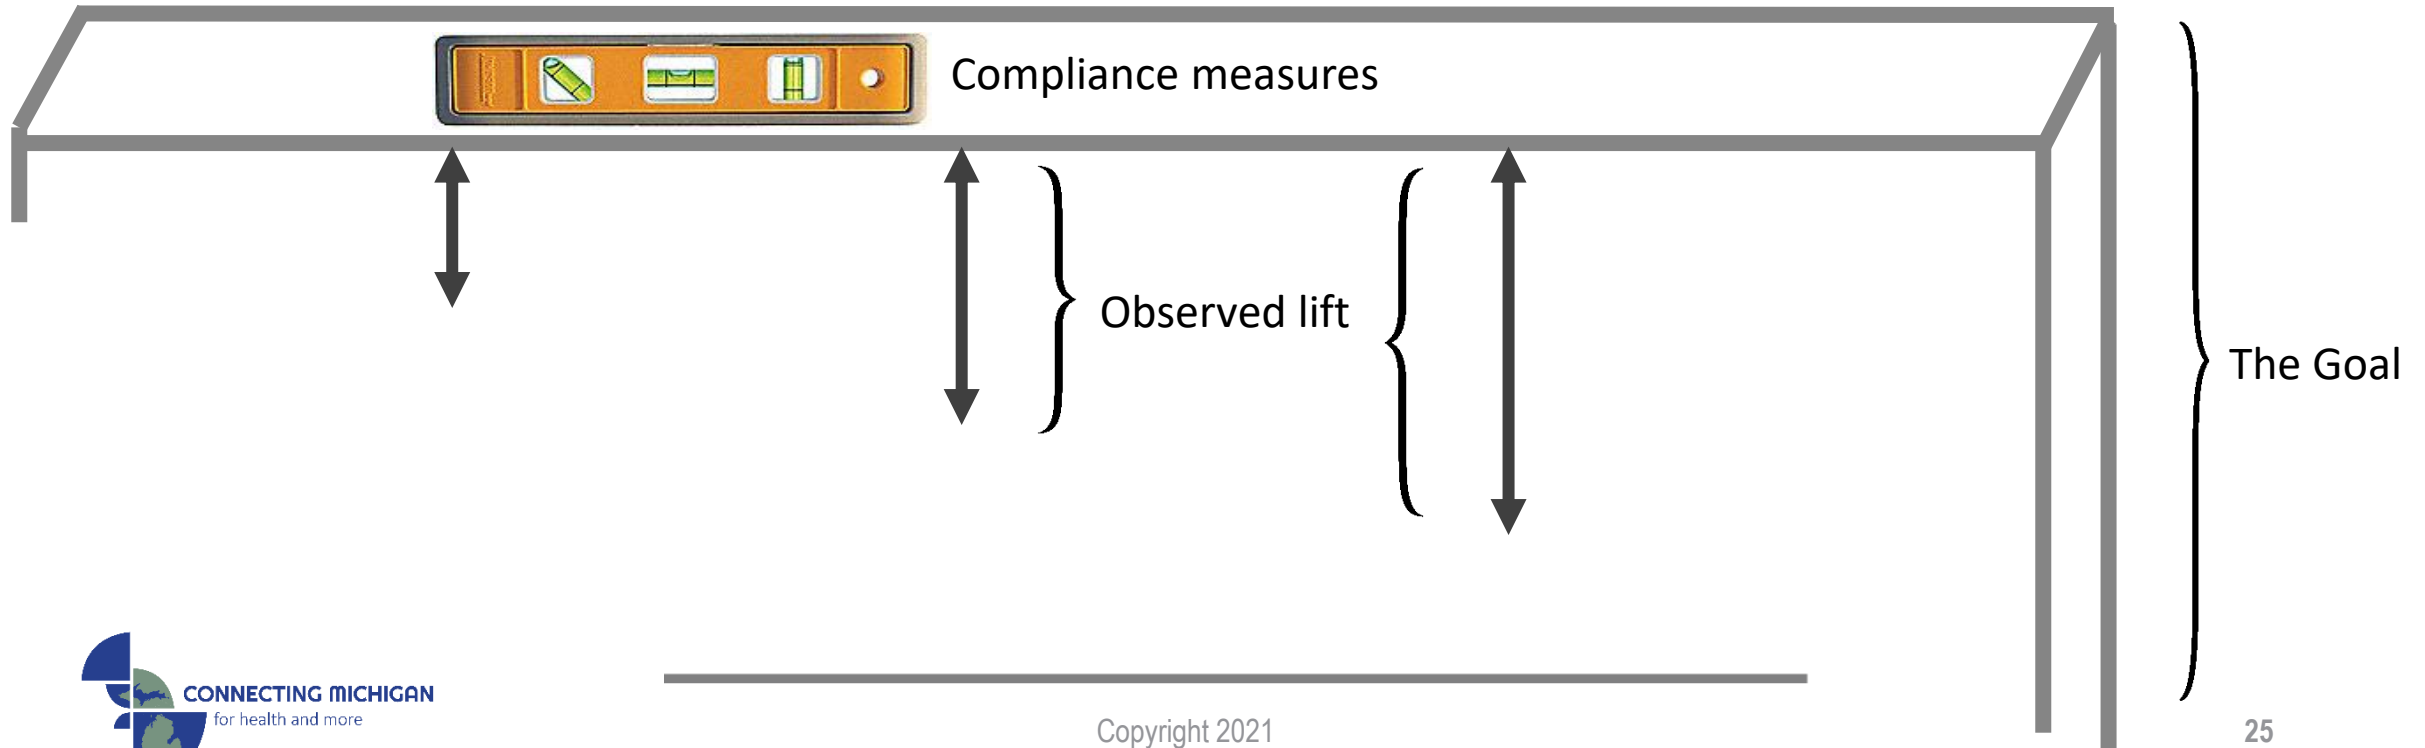 Compliance measures
Observed lift
The Goal
CONNECTING MICHIGAN
for health and more
Copyright 2021
25